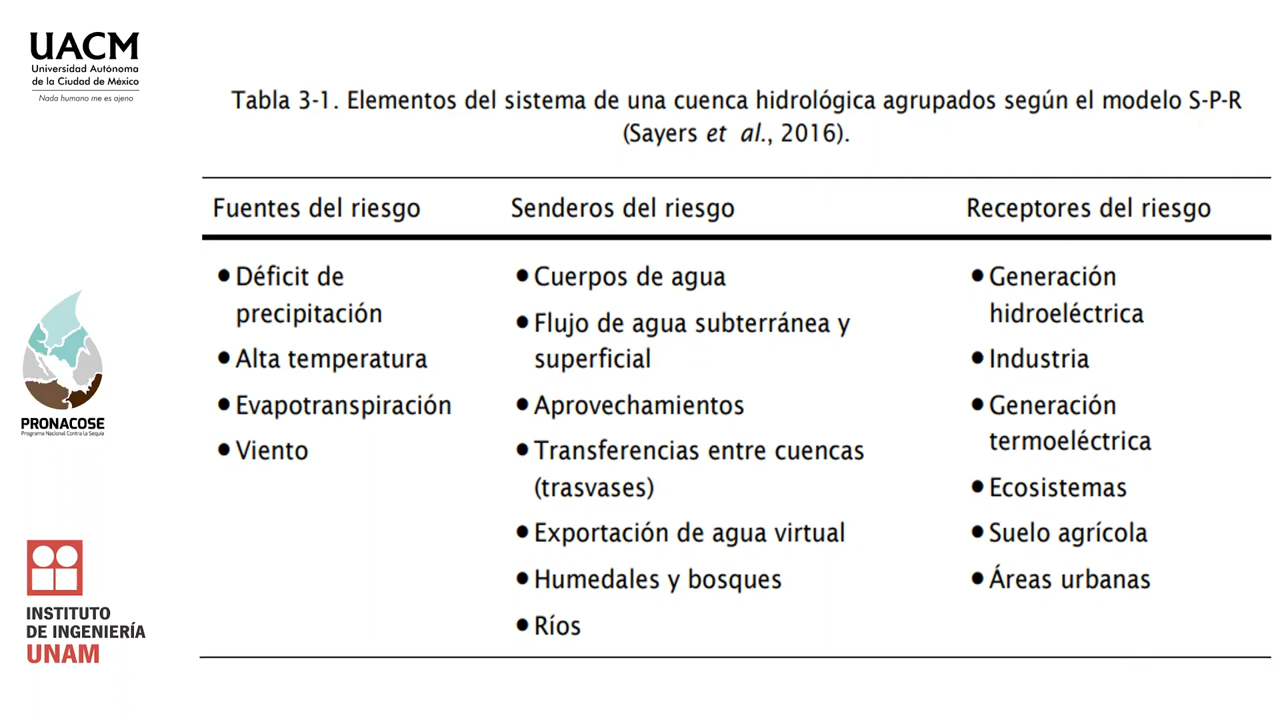 UACM
Universidad Autónoma
de la Ciudad de México
Nada humano me es ajeno
Tabla 3-1. Elementos del sistema de una cuenca hidrológica agrupados según el modelo S-P-R
(Sayers et al., 2016).
Fuentes del riesgo
• Déficit de
precipitación
• Alta temperatura
• Evapotranspiración
• Viento
Senderos del riesgo
• Cuerpos de agua
• Flujo de agua subterránea y
superficial
• Aprovechamientos
• Transferencias entre cuencas
(trasvases)
• Exportación de agua virtual
• Humedales y bosques
• Ríos
Receptores del riesgo
• Generación
hidroeléctrica
• Industria
• Generación
termoeléctrica
• Ecosistemas
• Suelo agrícola
• Áreas urbanas
PRONACOSE
Programa Nacional Contra la Sequía
INSTITUTO
DE INGENIERÍA
UNAM